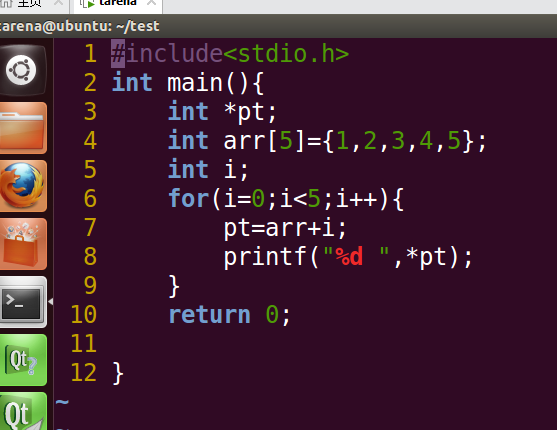 主页
tarena
tarena@ubuntu: ~/test
1 #include<stdio.h>
2 int main(){
3     int *pt;
4     int arr[5]={1,2,3,4,5};
5     int i;
6     for(i=0;i<5;i++){
7         pt=arr+i;
8         printf("%d ",*pt);
9     }
10     return 0;
11
12 }
~
Qt
Qt